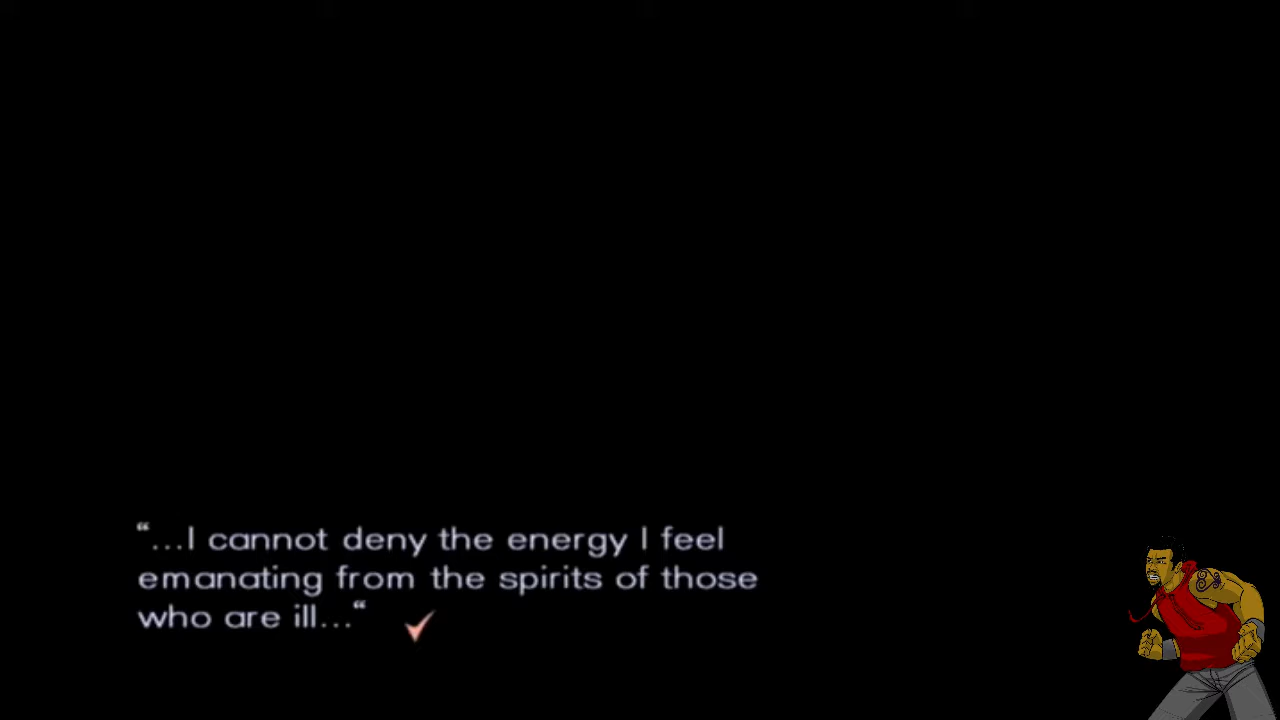 “...I cannot deny the energy I feel
emanating from the spirits of those
who are ill...“